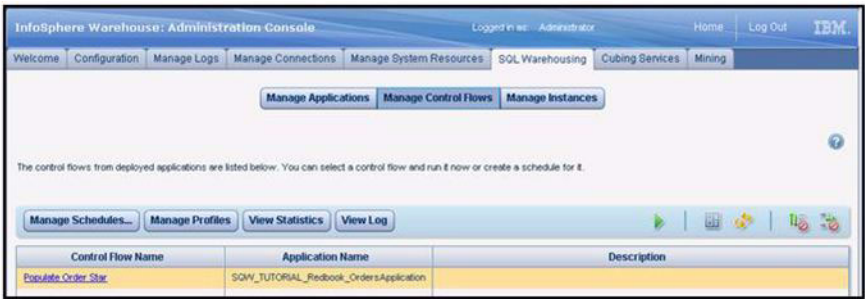 InfoSphere Warehouse: Administration Console Logged in as: Administrator Home Log Out IBM.
Welcome Configuration Manage Logs Manage Connections Manage System Resources SQL Warehousing Cubing Services Mining
Manage Applications Manage Control Flows Manage Instances
?
The control flows from deployed applications are listed below. You can select a control flow and run it now or create a schedule for it.
Manage Schedules... Manage Profiles View Statistics View Log
Control Flow Name Application Name Description
Populate Order Star SQW_TUTORIAL_Redbook_OrdersApplication